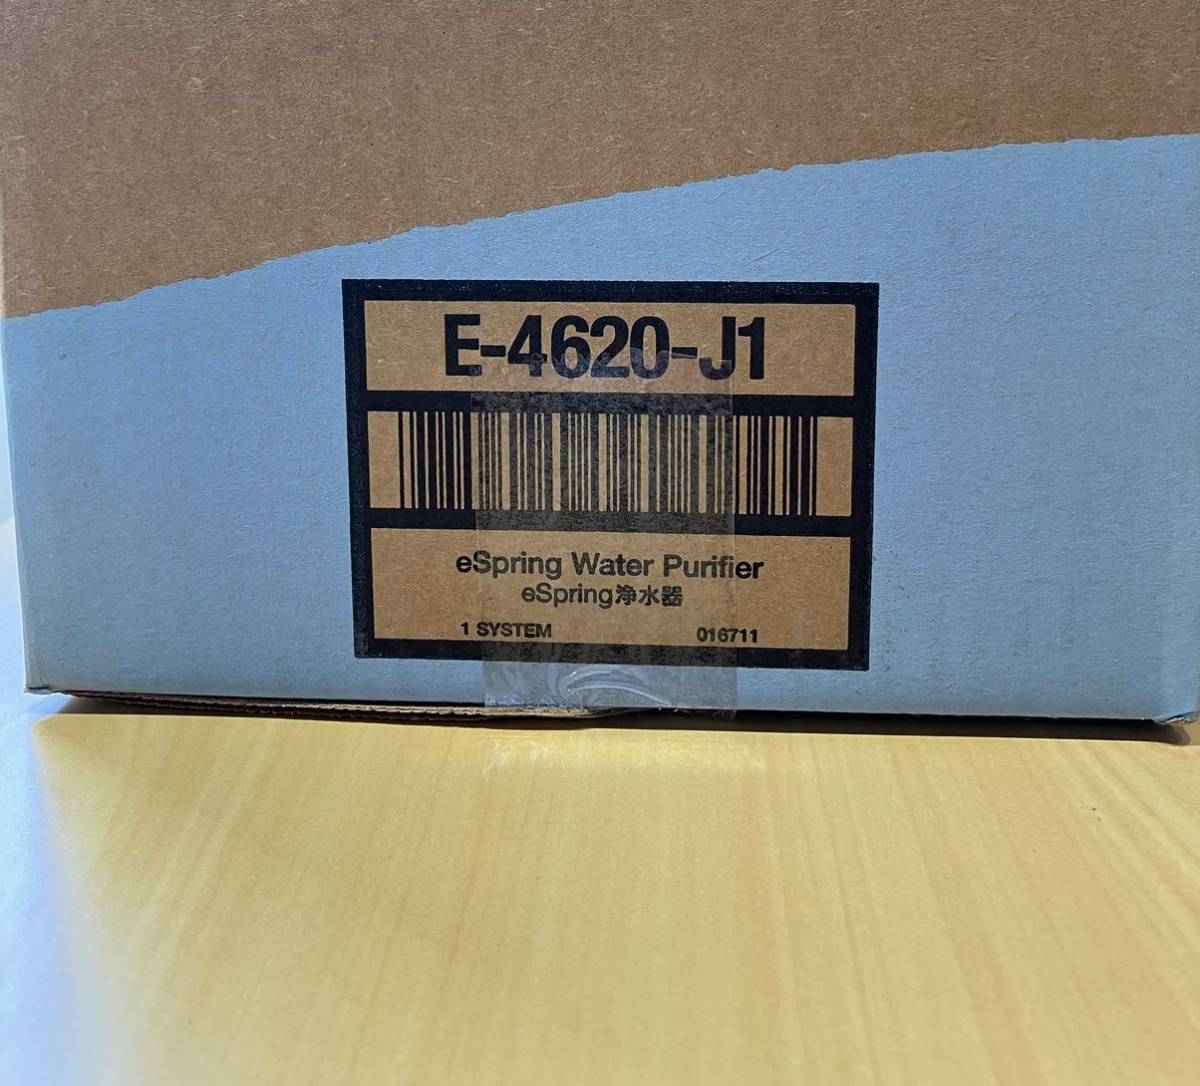 E-4620-J1
eSpring Water Purifier
eSpring浄水器
1 SYSTEM 016711